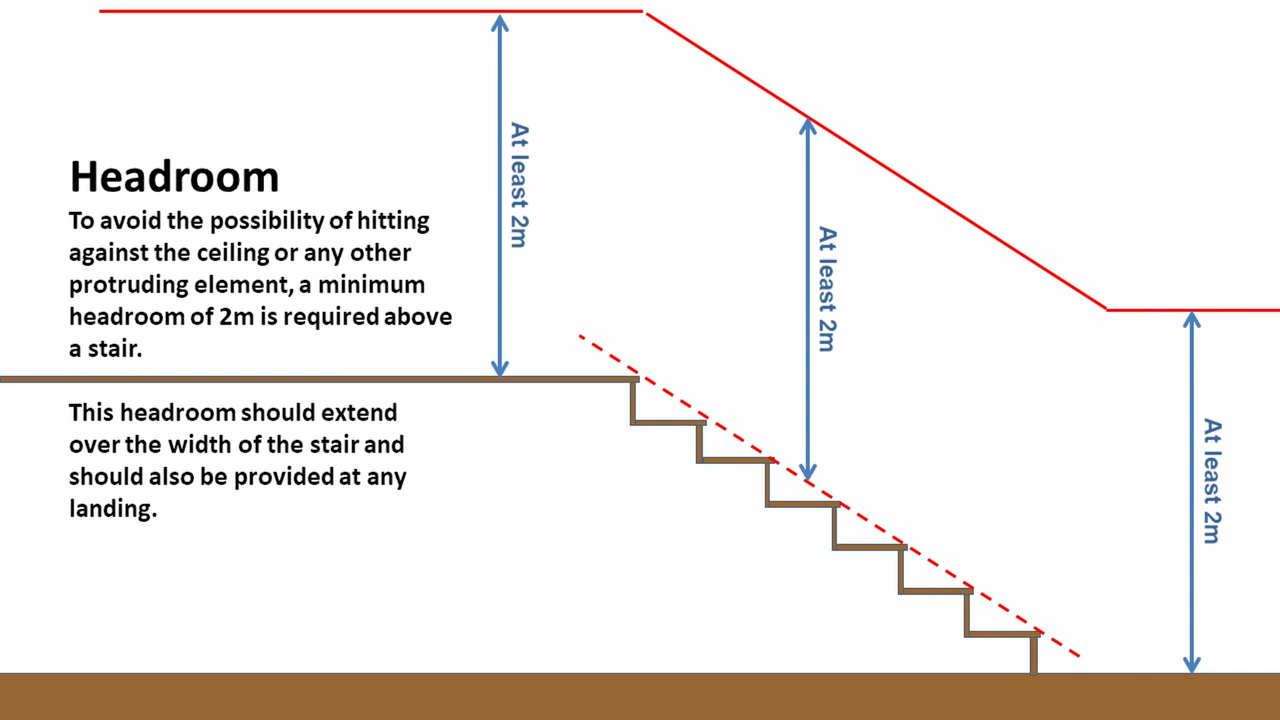 Headroom
To avoid the possibility of hitting
against the ceiling or any other
protruding element, a minimum
headroom of 2m is required above
a stair.
This headroom should extend
over the width of the stair and
should also be provided at any
landing.
At least 2m
At least 2m
At least 2m